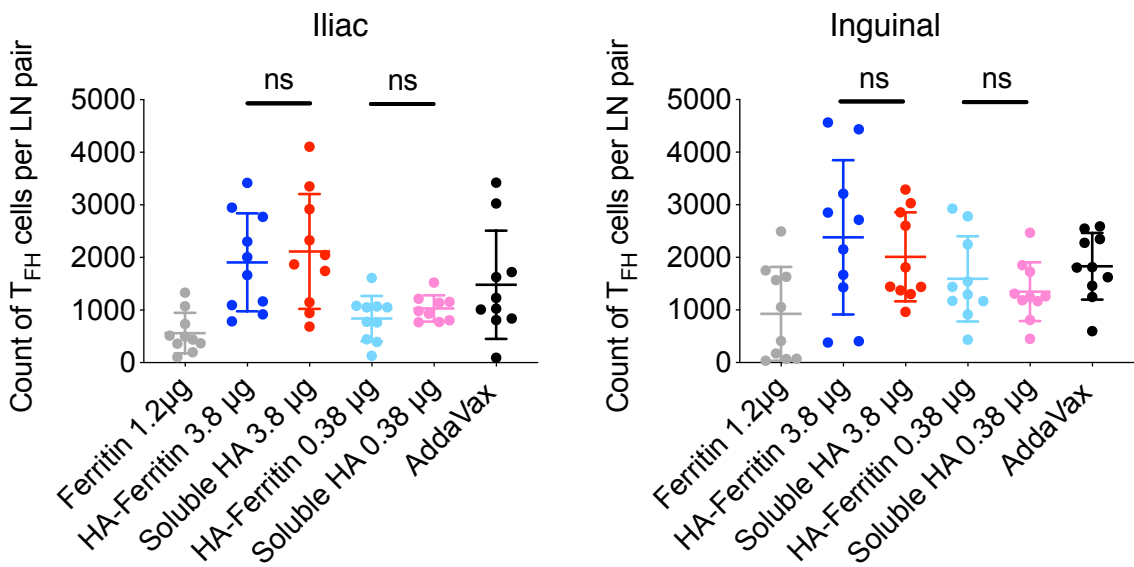 Iliac
ns
ns
5000
4000
3000
2000
1000
0
Count of TFH cells per LN pair
Ferritin 1.2µg
HA-Ferritin 3.8 µg
Soluble HA 3.8 µg
HA-Ferritin 0.38 µg
Soluble HA 0.38 µg
AddaVax
Inguinal
ns
ns
5000
4000
3000
2000
1000
0
Count of TFH cells per LN pair
Ferritin 1.2µg
HA-Ferritin 3.8 µg
Soluble HA 3.8 µg
HA-Ferritin 0.38 µg
Soluble HA 0.38 µg
AddaVax